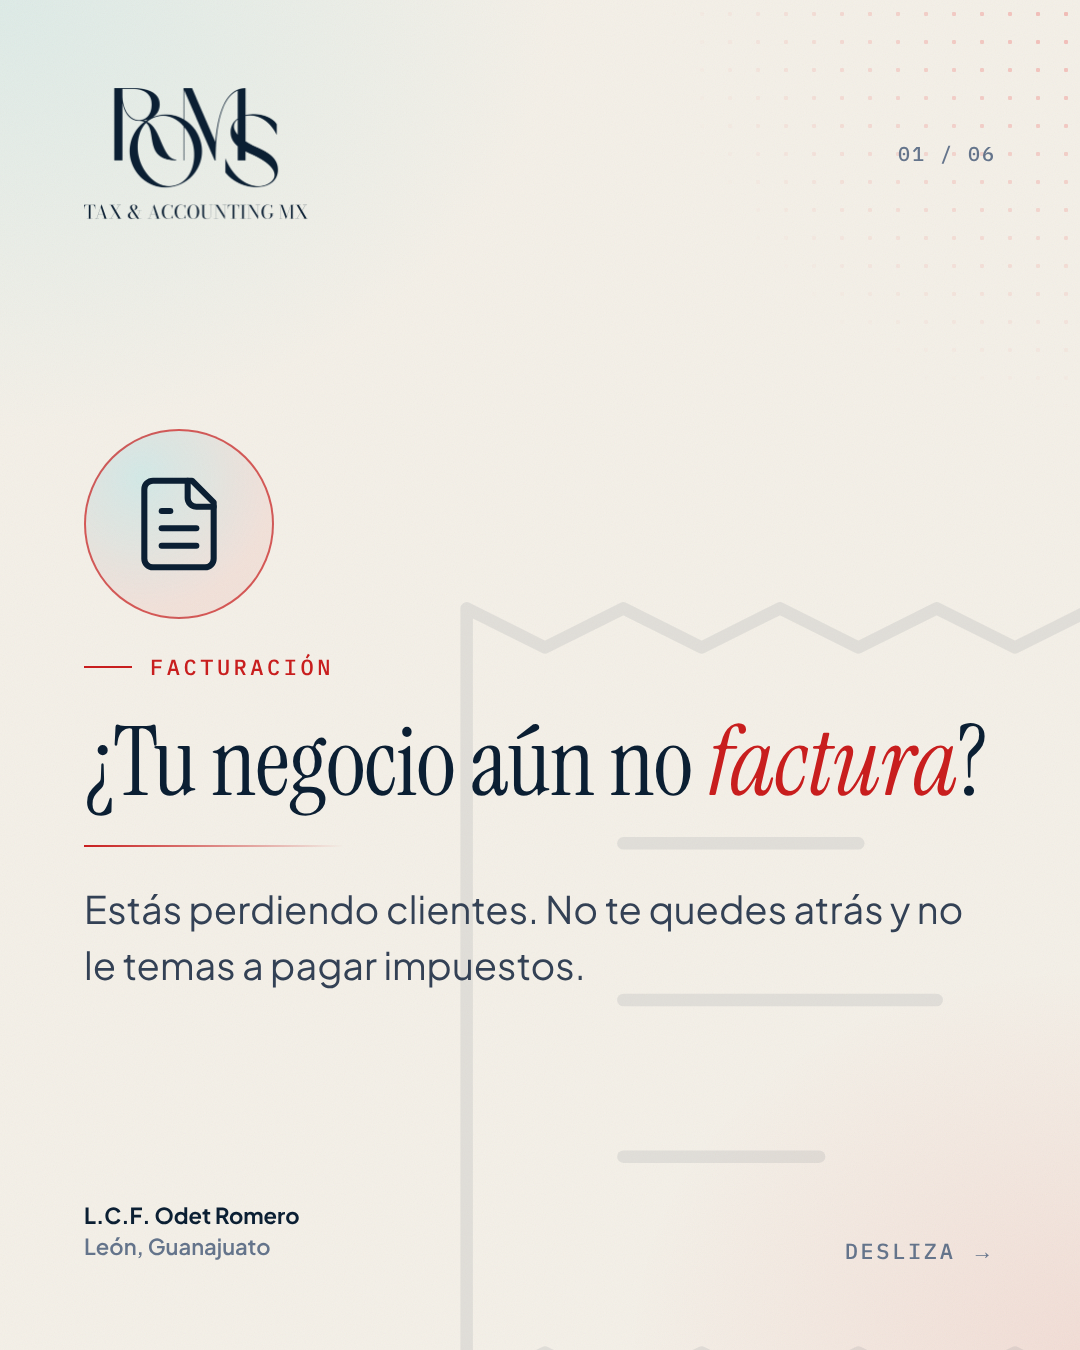 ROMS
TAX & ACCOUNTING MX
01 / 06
FACTURACIÓN
¿Tu negocio aún no factura?
Estás perdiendo clientes. No te quedes atrás y no
le temas a pagar impuestos.
L.C.F. Odet Romero
León, Guanajuato
DESLIZA →